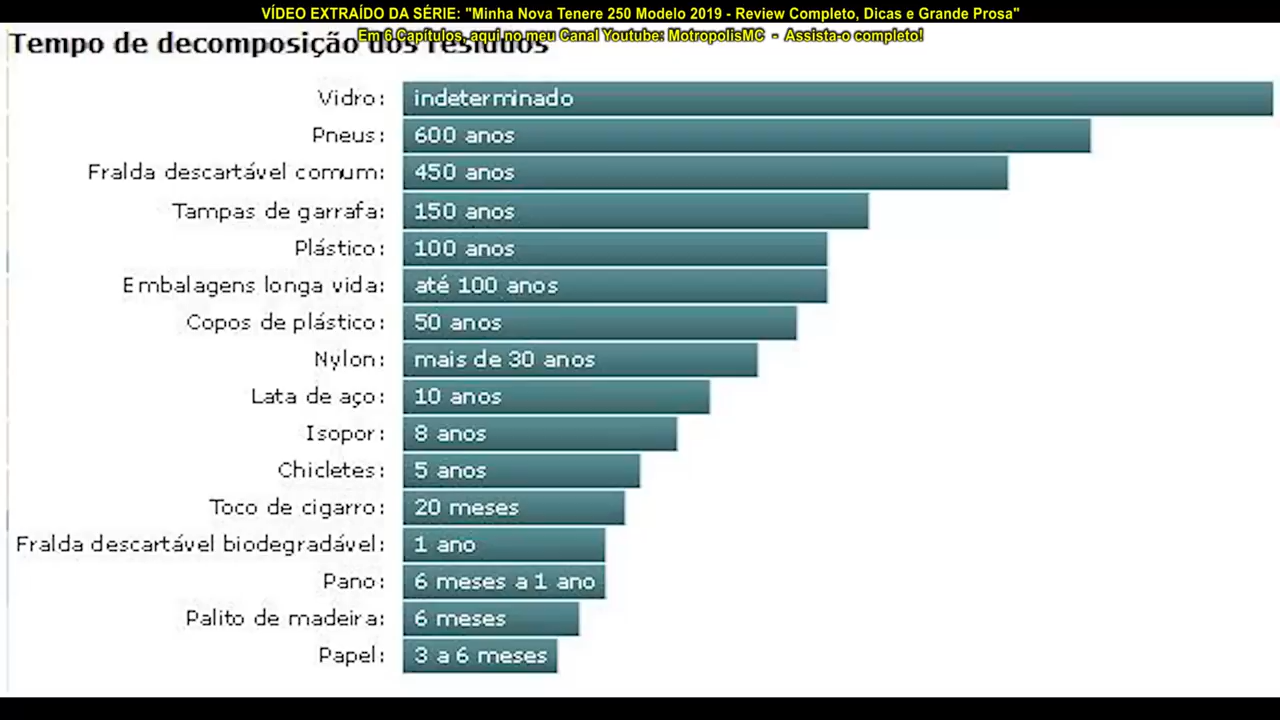 VÍDEO EXTRAÍDO DA SÉRIE: "Minha Nova Tenere 250 Modelo 2019 - Review Completo, Dicas e Grande Prosa"
Em 6 Capítulos, aqui no meu Canal Youtube: MotropolisMC - Assista-o completo!
Tempo de decomposição dos resíduos
Vidro: indeterminado
Pneus: 600 anos
Fralda descartável comum: 450 anos
Tampas de garrafa: 150 anos
Plástico: 100 anos
Embalagens longa vida: até 100 anos
Copos de plástico: 50 anos
Nylon: mais de 30 anos
Lata de aço: 10 anos
Isopor: 8 anos
Chicletes: 5 anos
Toco de cigarro: 20 meses
Fralda descartável biodegradável: 1 ano
Pano: 6 meses a 1 ano
Palito de madeira: 6 meses
Papel: 3 a 6 meses